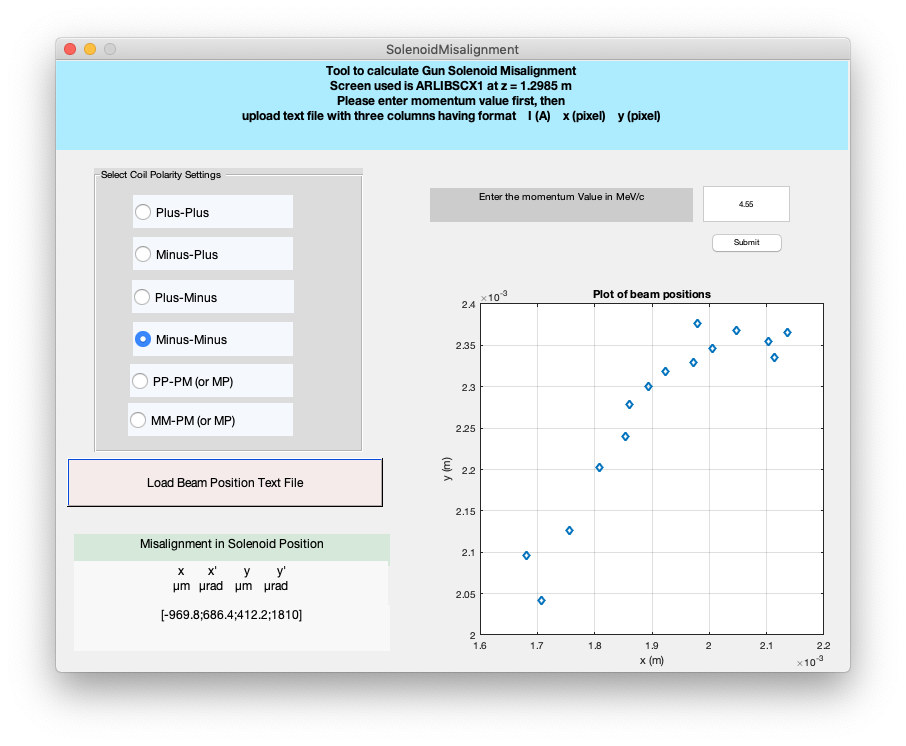 SolenoidMisalignment
Tool to calculate Gun Solenoid Misalignment
Screen used is ARLIBSCX1 at z = 1.2985 m
Please enter momentum value first, then
upload text file with three columns having format I (A) x (pixel) y (pixel)
Select Coil Polarity Settings
Plus-Plus
Minus-Plus
Plus-Minus
Minus-Minus
PP-PM (or MP)
MM-PM (or MP)
Load Beam Position Text File
Misalignment in Solenoid Position
x x' y y'
µm µrad µm µrad
[-969.8;686.4;412.2;1810]
Enter the momentum Value in MeV/c
4.55
Submit
Plot of beam positions
×10-3
2.4
2.35
2.3
2.25
2.2
2.15
2.1
2.05
2
y (m)
1.6 1.7 1.8 1.9 2 2.1 2.2
x (m)
×10-3